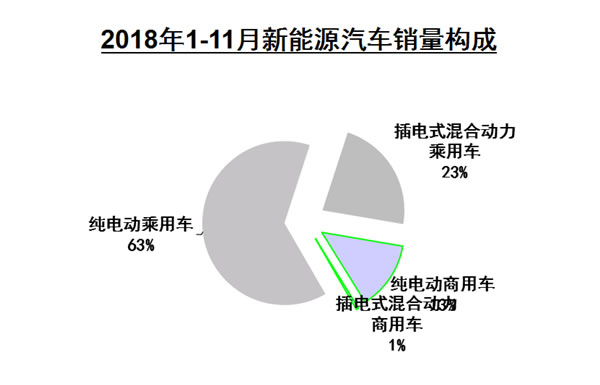 2018年1-11月新能源汽车销量构成
插电式混合动力
乘用车
23%
纯电动乘用车
63%
纯电动商用车
13%
插电式混合动力
商用车
1%